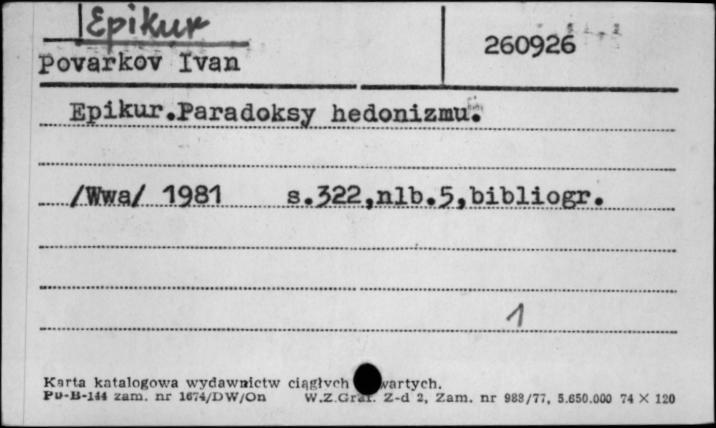 Epikur
260926
Povarkov Ivan
Epikur.Paradoksy hedonizmu.
/Wwa/ 1981 s.322,nlb.5,bibliogr.
1
Karta katalogowa wydawnictw ciągłych wartych.
Pu-B-144 zam. nr 1674/DW/On W.Z.Graf. Z-d 2, Zam. nr 983/77, 5.650.000 74 X 120